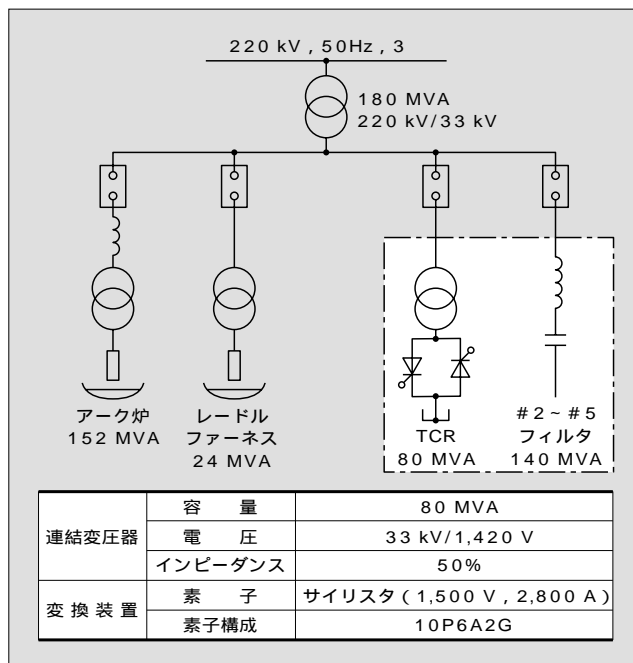 220 kV , 50Hz , 3
180 MVA
220 kV/33 kV
アーク炉
152 MVA
レードル
ファーネス
24 MVA
TCR
80 MVA
#2~#5
フィルタ
140 MVA
連結変圧器
容 量
80 MVA
電 圧
33 kV/1,420 V
インピーダンス
50%
変 換 装 置
素 子
サイリスタ(1,500 V , 2,800 A)
素子構成
10P6A2G